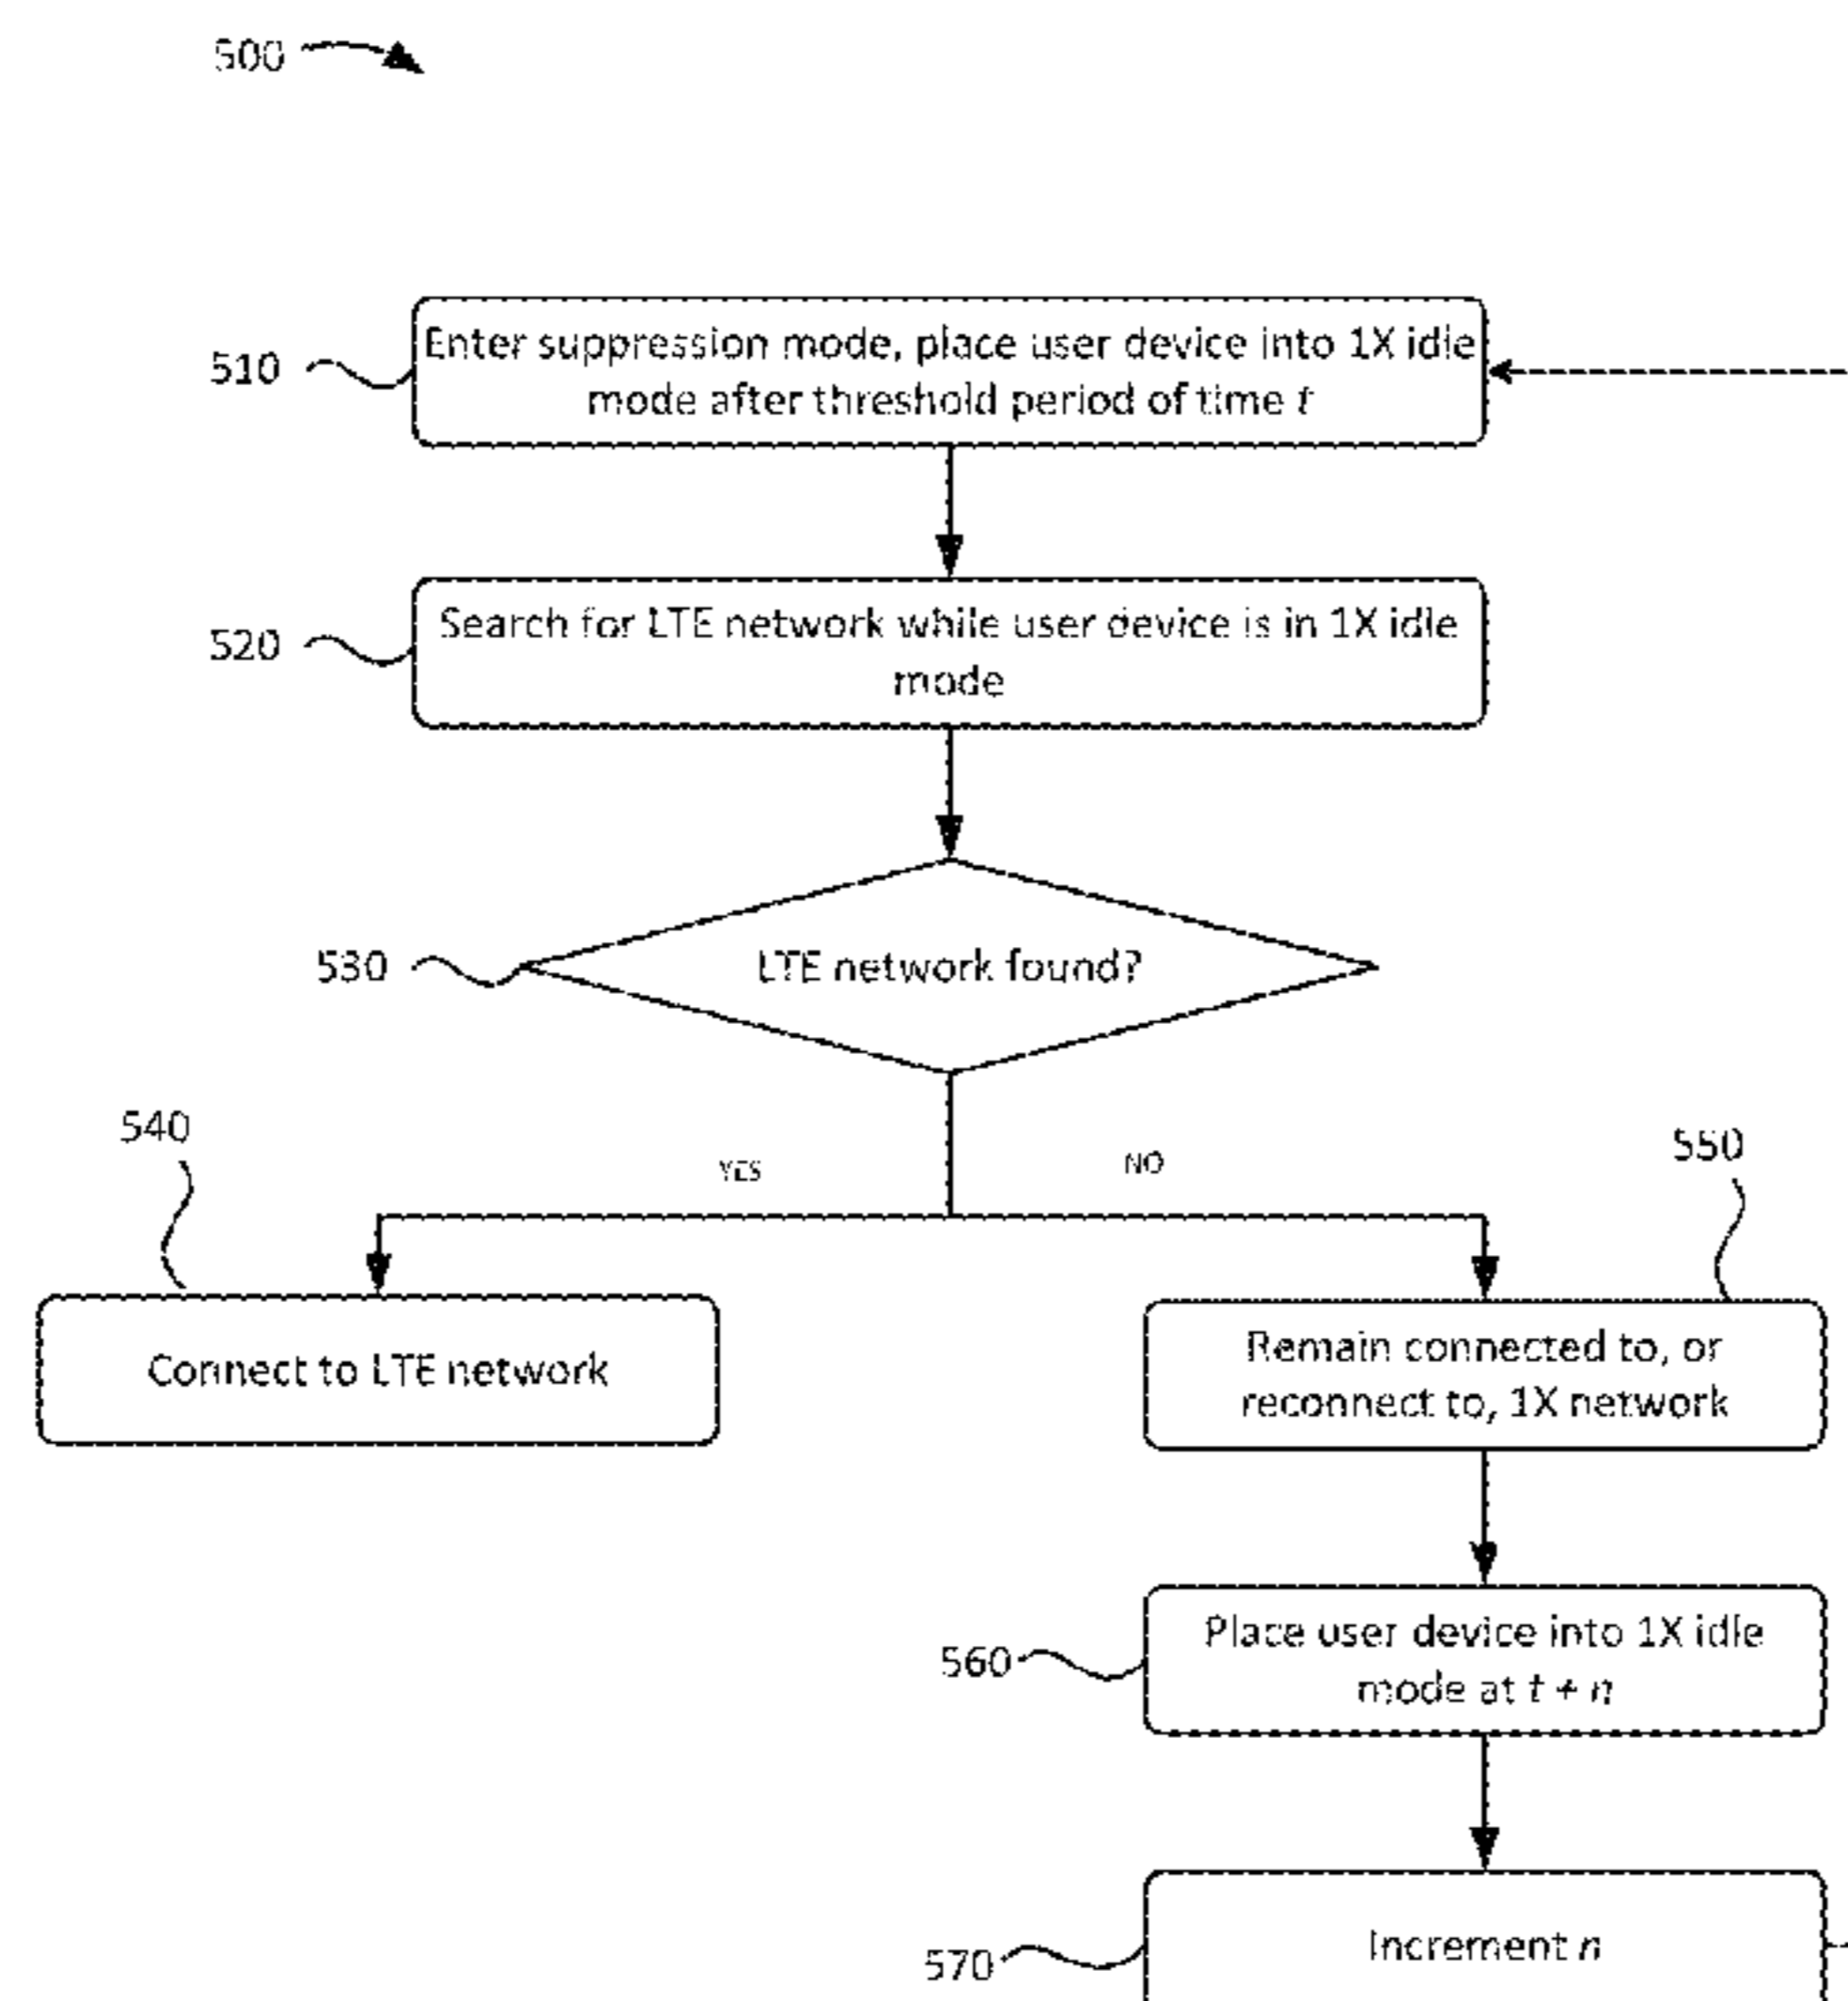 500
510
Enter suppression mode, place user device into 1X idle
mode after threshold period of time t
520
Search for LTE network while user device is in 1X idle
mode
530
LTE network found?
540
YES
NO
550
Connect to LTE network
Remain connected to, or
reconnect to, 1X network
560
Place user device into 1X idle
mode at t + n
570
Increment n